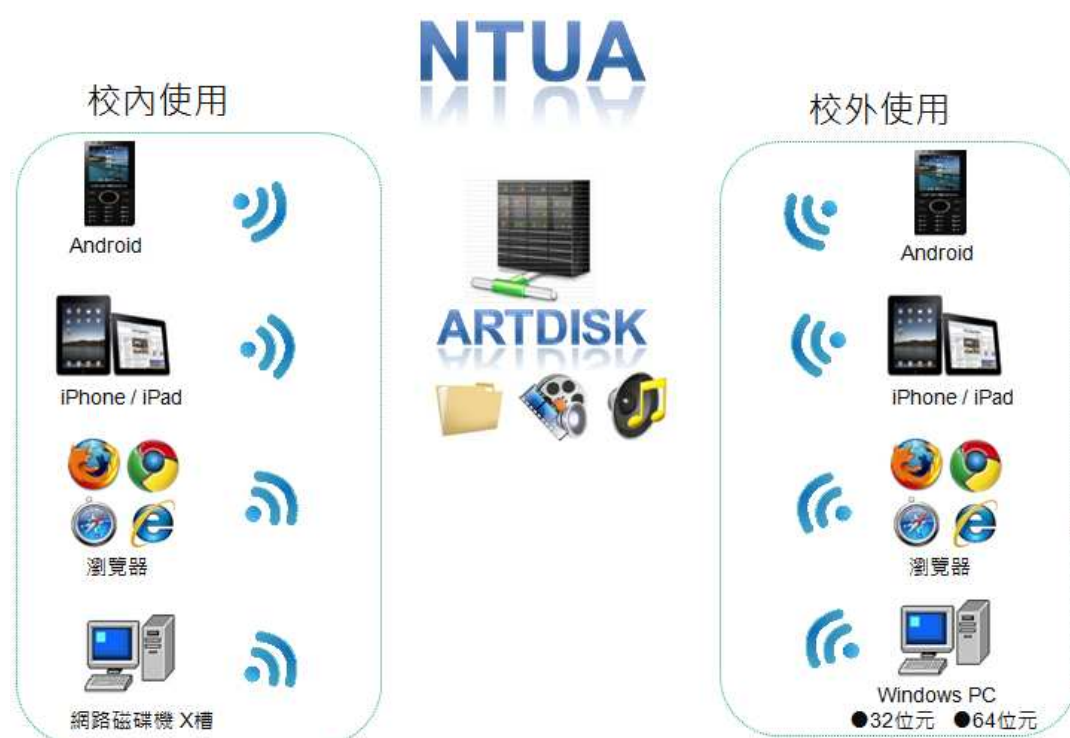 NTUA
校內使用
Android
iPhone / iPad
瀏覽器
網路磁碟機 X槽
ARTDISK
校外使用
Android
iPhone / iPad
瀏覽器
Windows PC
●32位元 ●64位元